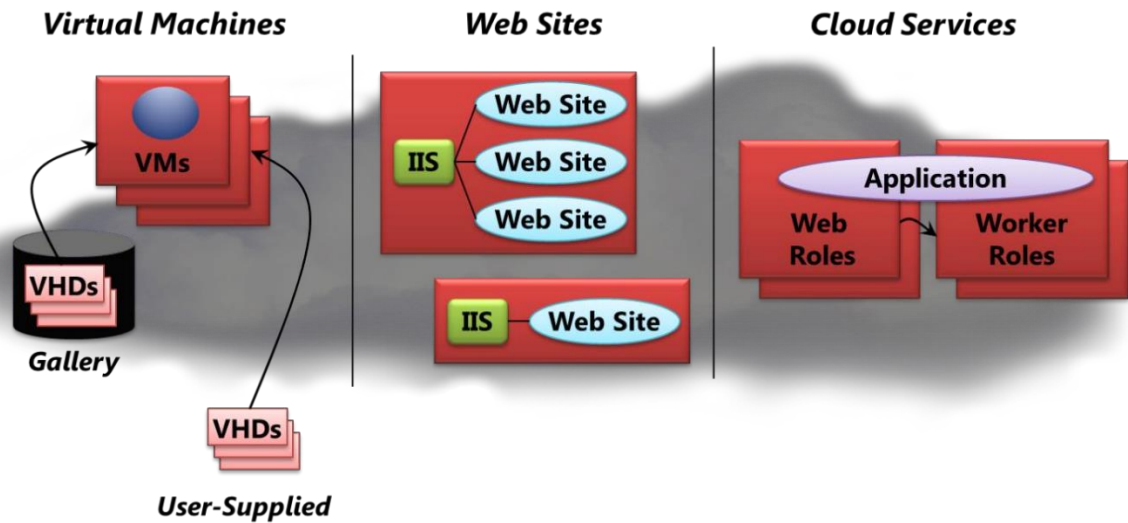 Virtual Machines
VMs
VHDs
Gallery
VHDs
User-Supplied
Web Sites
IIS
Web Site
Web Site
Web Site
IIS
Web Site
Cloud Services
Application
Web
Roles
Worker
Roles